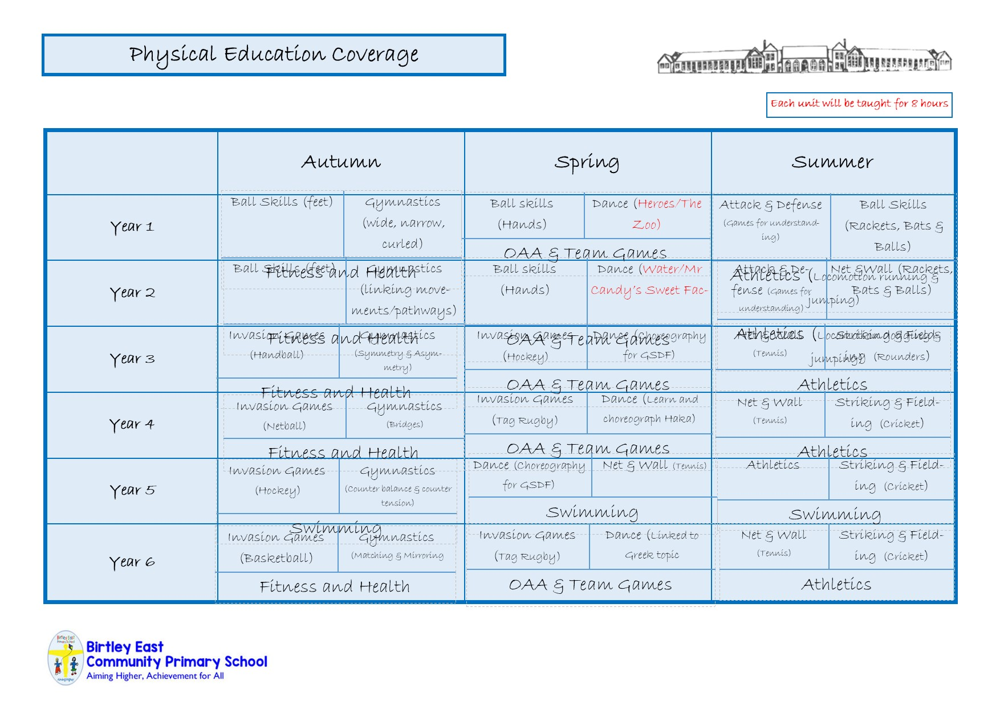 Physical Education Coverage
Each unit will be taught for 8 hours
Autumn
Spring
Summer
Year 1
Ball Skills (feet)
Gymnastics
(wide, narrow,
curled)
Fitness and Health
Ball skills
(Hands)
Dance (Heroes/The
Zoo)
OAA & Team Games
Attack & Defense
(Games for understand-
ing)
Ball Skills
(Rackets, Bats &
Balls)
Athletics (Locomotion running &
jumping)
Year 2
Ball Skills (feet)
Gymnastics
(linking move-
ments/pathways)
Fitness and Health
Ball skills
(Hands)
Dance (Water/Mr
Candy's Sweet Fac-
OAA & Team Games
Attack & De-
fense (Games for
understanding)
Net & Wall (Rackets,
Bats & Balls)
Athletics (Locomotion dodging &
jumping)
Year 3
Invasion Games
(Handball)
Gymnastics
(Symmetry & Asym-
metry)
Fitness and Health
Invasion Games
(Hockey)
Dance (Choreography
for GSDF)
OAA & Team Games
Net & Wall
(Tennis)
Striking & Field-
ing (Rounders)
Athletics
Year 4
Invasion Games
(Netball)
Gymnastics
(Bridges)
Fitness and Health
Invasion Games
(Tag Rugby)
Dance (Learn and
choreograph Haka)
OAA & Team Games
Net & Wall
(Tennis)
Striking & Field-
ing (Cricket)
Athletics
Year 5
Invasion Games
(Hockey)
Gymnastics
(Counter balance & counter
tension)
Swimming
Dance (Choreography
for GSDF)
Net & Wall (Tennis)
Swimming
Athletics
Striking & Field-
ing (Cricket)
Swimming
Year 6
Invasion Games
(Basketball)
Gymnastics
(Matching & Mirroring
Fitness and Health
Invasion Games
(Tag Rugby)
Dance (Linked to
Greek topic
OAA & Team Games
Net & Wall
(Tennis)
Striking & Field-
ing (Cricket)
Athletics
Birtley East
Primary School
Aiming Higher
Birtley East
Community Primary School
Aiming Higher, Achievement for All